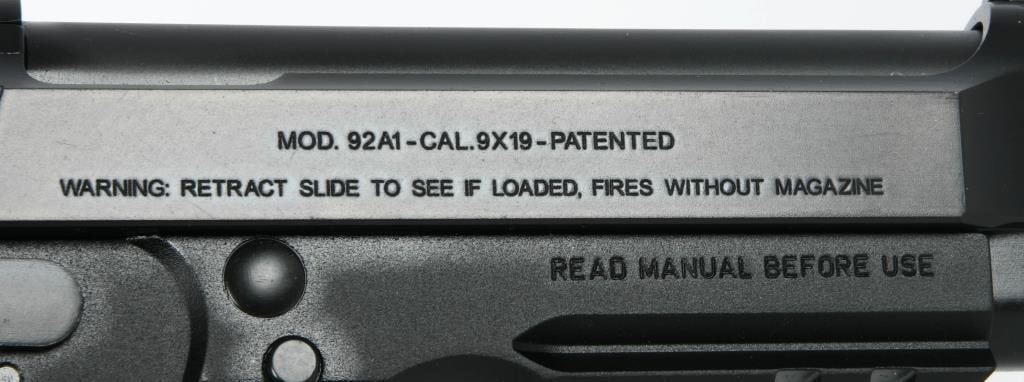 MOD. 92A1-CAL.9X19-PATENTED
WARNING: RETRACT SLIDE TO SEE IF LOADED, FIRES WITHOUT MAGAZINE
READ MANUAL BEFORE USE